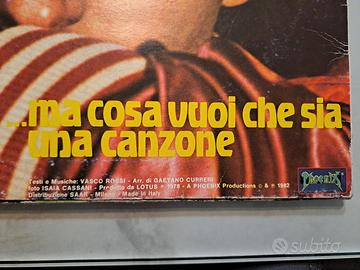 ...ma cosa vuoi che sia
una canzone
Testi e Musiche: VASCO ROSSI - Arr. di GAETANO CURRERI
foto ISAIA CASSANI - Prodotto da LOTUS ℗ 1978 - A PHOENIX Productions © & ℗ 1982
Distribuzione SAAR - Milano - Made in Italy
PHOENIX
subito